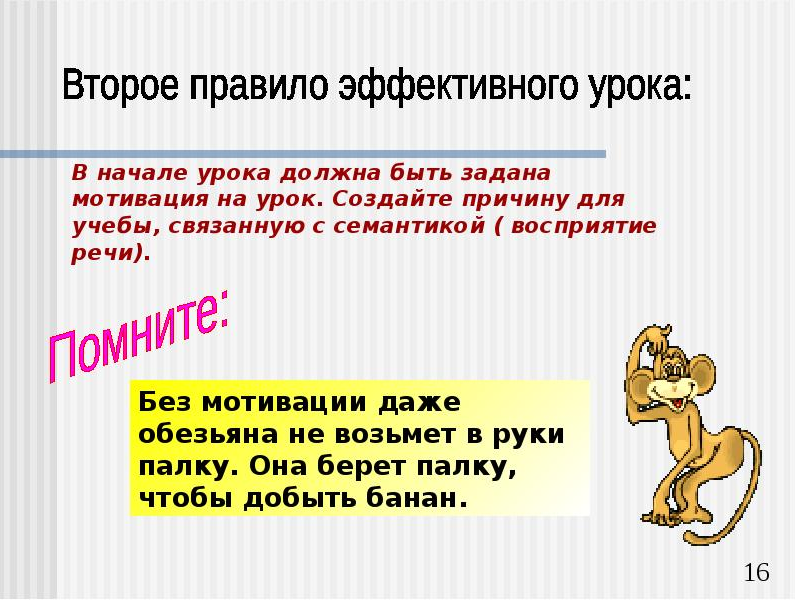 Второе правило эффективного урока:
В начале урока должна быть задана
мотивация на урок. Создайте причину для
учебы, связанную с семантикой ( восприятие
речи).
Помните:
Без мотивации даже
обезьяна не возьмет в руки
палку. Она берет палку,
чтобы добыть банан.
16